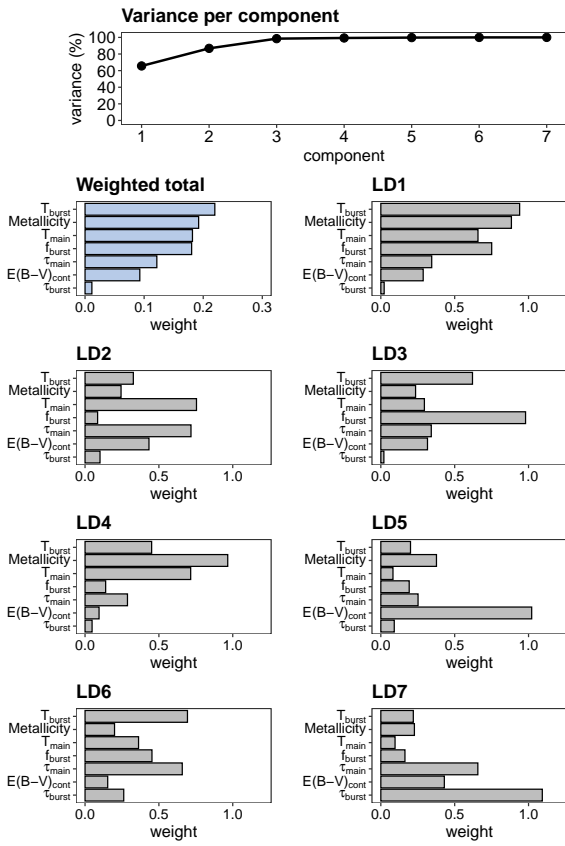 Variance per component
variance (%)
100
80
60
40
20
0
1 2 3 4 5 6 7
component
Weighted total
T_burst
Metallicity
T_main
f_burst
τ_main
E(B−V)_cont
τ_burst
0.0 0.1 0.2 0.3
weight
LD1
T_burst
Metallicity
T_main
f_burst
τ_main
E(B−V)_cont
τ_burst
0.0 0.5 1.0
weight
LD2
T_burst
Metallicity
T_main
f_burst
τ_main
E(B−V)_cont
τ_burst
0.0 0.5 1.0
weight
LD3
T_burst
Metallicity
T_main
f_burst
τ_main
E(B−V)_cont
τ_burst
0.0 0.5 1.0
weight
LD4
T_burst
Metallicity
T_main
f_burst
τ_main
E(B−V)_cont
τ_burst
0.0 0.5 1.0
weight
LD5
T_burst
Metallicity
T_main
f_burst
τ_main
E(B−V)_cont
τ_burst
0.0 0.5 1.0
weight
LD6
T_burst
Metallicity
T_main
f_burst
τ_main
E(B−V)_cont
τ_burst
0.0 0.5 1.0
weight
LD7
T_burst
Metallicity
T_main
f_burst
τ_main
E(B−V)_cont
τ_burst
0.0 0.5 1.0
weight